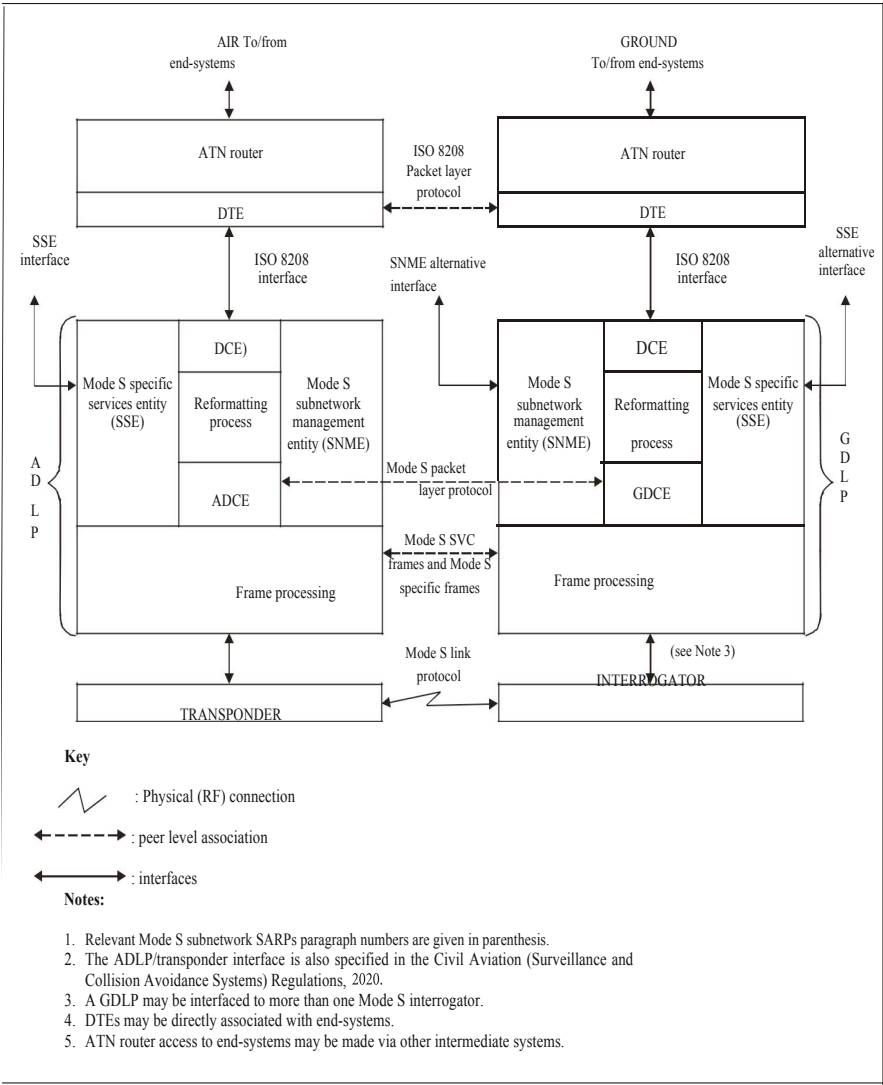 AIR To/from
end-systems
GROUND
To/from end-systems
ATN router
DTE
ISO 8208
Packet layer
protocol
ATN router
DTE
SSE
interface
ISO 8208
interface
SNME alternative
interface
ISO 8208
interface
SSE
alternative
interface
A
D
L
P
Mode S specific
services entity
(SSE)
DCE)
Reformatting
process
ADCE
Mode S
subnetwork
management
entity (SNME)
Frame processing
Mode S packet
layer protocol
Mode S SVC
frames and Mode S
specific frames
Mode S
subnetwork
management
entity (SNME)
DCE
Reformatting
process
GDCE
Mode S specific
services entity
(SSE)
Frame processing
G
D
L
P
Mode S link
protocol
(see Note 3)
TRANSPONDER
INTERROGATOR
Key
: Physical (RF) connection
: peer level association
: interfaces
Notes:
1. Relevant Mode S subnetwork SARPs paragraph numbers are given in parenthesis.
2. The ADLP/transponder interface is also specified in the Civil Aviation (Surveillance and
Collision Avoidance Systems) Regulations, 2020.
3. A GDLP may be interfaced to more than one Mode S interrogator.
4. DTEs may be directly associated with end-systems.
5. ATN router access to end-systems may be made via other intermediate systems.